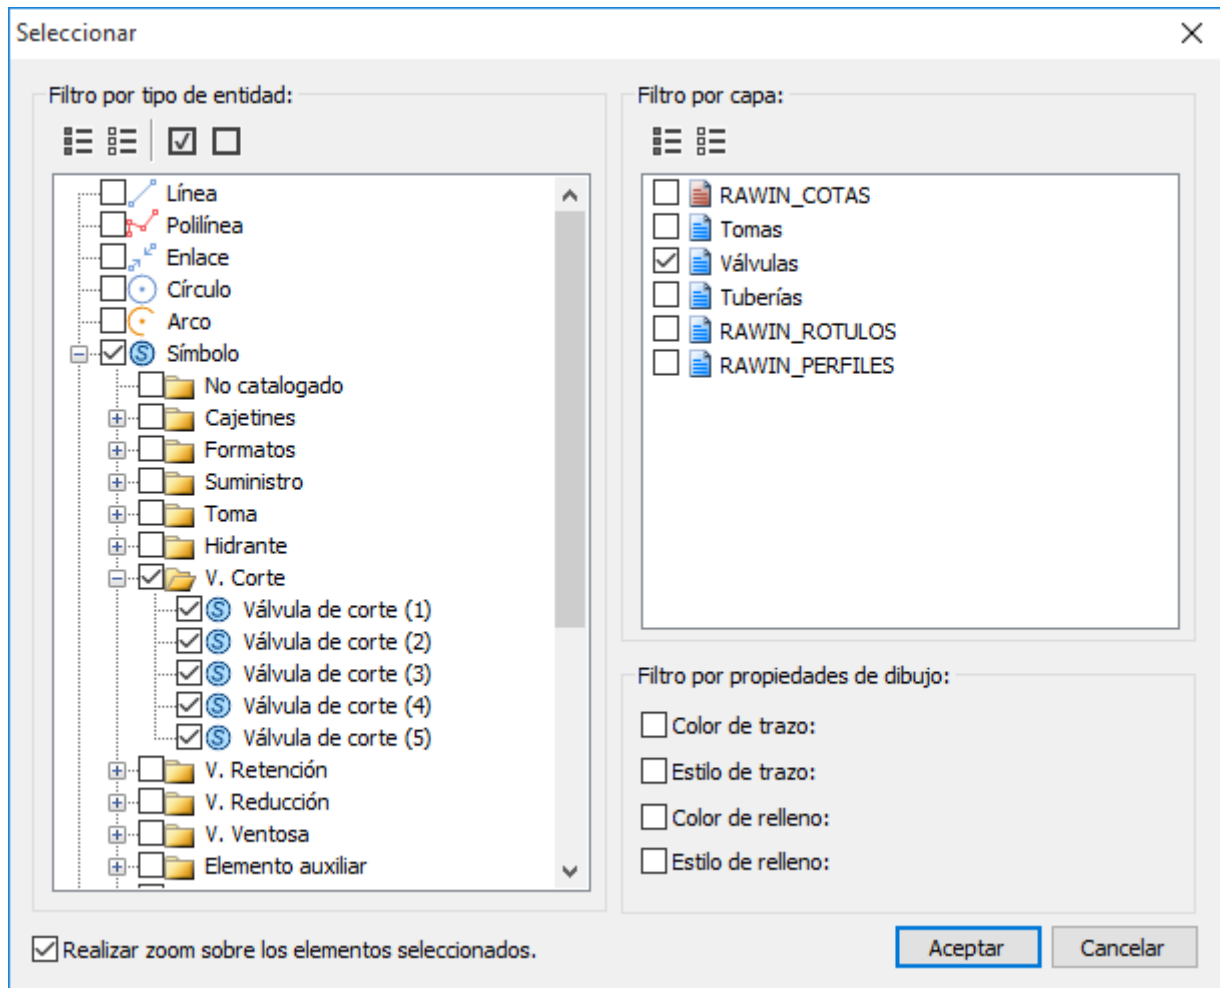 Seleccionar
Filtro por tipo de entidad:
Línea
Polilínea
Enlace
Círculo
Arco
Símbolo
No catalogado
Cajetines
Formatos
Suministro
Toma
Hidrante
V. Corte
Válvula de corte (1)
Válvula de corte (2)
Válvula de corte (3)
Válvula de corte (4)
Válvula de corte (5)
V. Retención
V. Reducción
V. Ventosa
Elemento auxiliar
Filtro por capa:
RAWIN_COTAS
Tomas
Válvulas
Tuberías
RAWIN_ROTULOS
RAWIN_PERFILES
Filtro por propiedades de dibujo:
Color de trazo:
Estilo de trazo:
Color de relleno:
Estilo de relleno:
Realizar zoom sobre los elementos seleccionados.
Aceptar
Cancelar